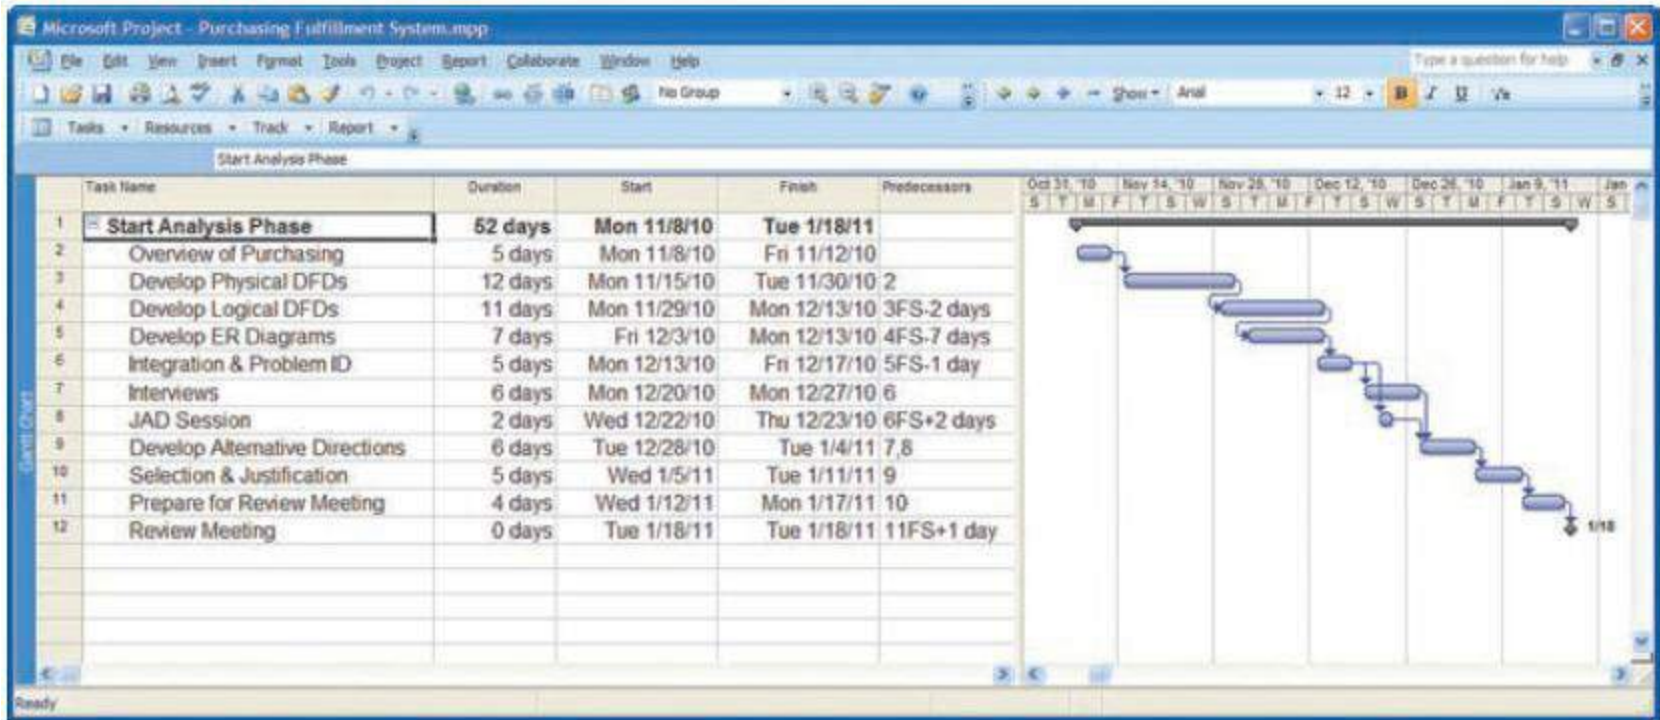 Microsoft Project - Purchasing Fulfillment System.mpp
File Edit View Insert Format Tools Project Report Collaborate Window Help Type a question for help
No Group Show Arial 12 B I U
Tasks Resources Track Report
Start Analysis Phase
Task Name Duration Start Finish Predecessors Oct 31, '10 Nov 14, '10 Nov 28, '10 Dec 12, '10 Dec 26, '10 Jan 9, '11 Jan
S T M F T S W S T M F T S W S T M F T S W S
1 Start Analysis Phase 52 days Mon 11/8/10 Tue 1/18/11
2 Overview of Purchasing 5 days Mon 11/8/10 Fri 11/12/10
3 Develop Physical DFDs 12 days Mon 11/15/10 Tue 11/30/10 2
4 Develop Logical DFDs 11 days Mon 11/29/10 Mon 12/13/10 3FS-2 days
5 Develop ER Diagrams 7 days Fri 12/3/10 Mon 12/13/10 4FS-7 days
6 Integration & Problem ID 5 days Mon 12/13/10 Fri 12/17/10 5FS-1 day
7 Interviews 6 days Mon 12/20/10 Mon 12/27/10 6
8 JAD Session 2 days Wed 12/22/10 Thu 12/23/10 6FS+2 days
9 Develop Alternative Directions 6 days Tue 12/28/10 Tue 1/4/11 7,8
10 Selection & Justification 5 days Wed 1/5/11 Tue 1/11/11 9
11 Prepare for Review Meeting 4 days Wed 1/12/11 Mon 1/17/11 10
12 Review Meeting 0 days Tue 1/18/11 Tue 1/18/11 11FS+1 day 1/18
Gantt Chart
Ready